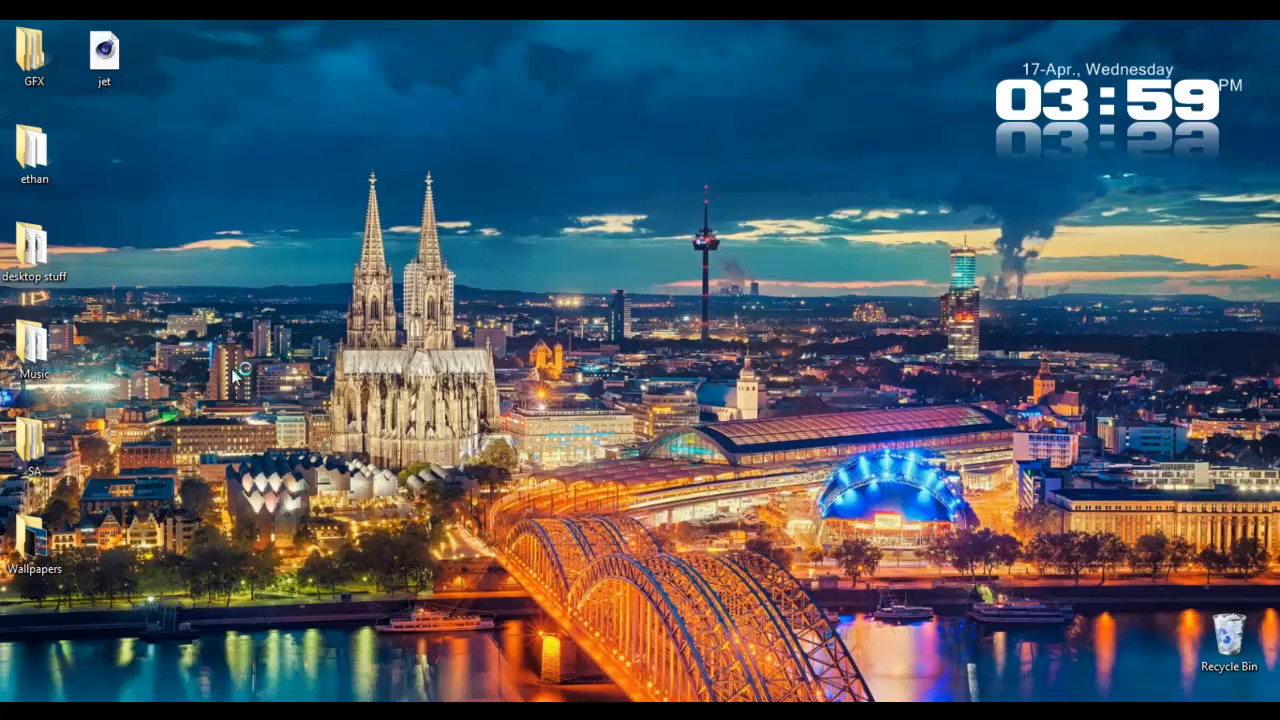 GFX
jet
ethan
desktop stuff
Music
SA
Wallpapers
17-Apr., Wednesday
03:59
PM
Recycle Bin